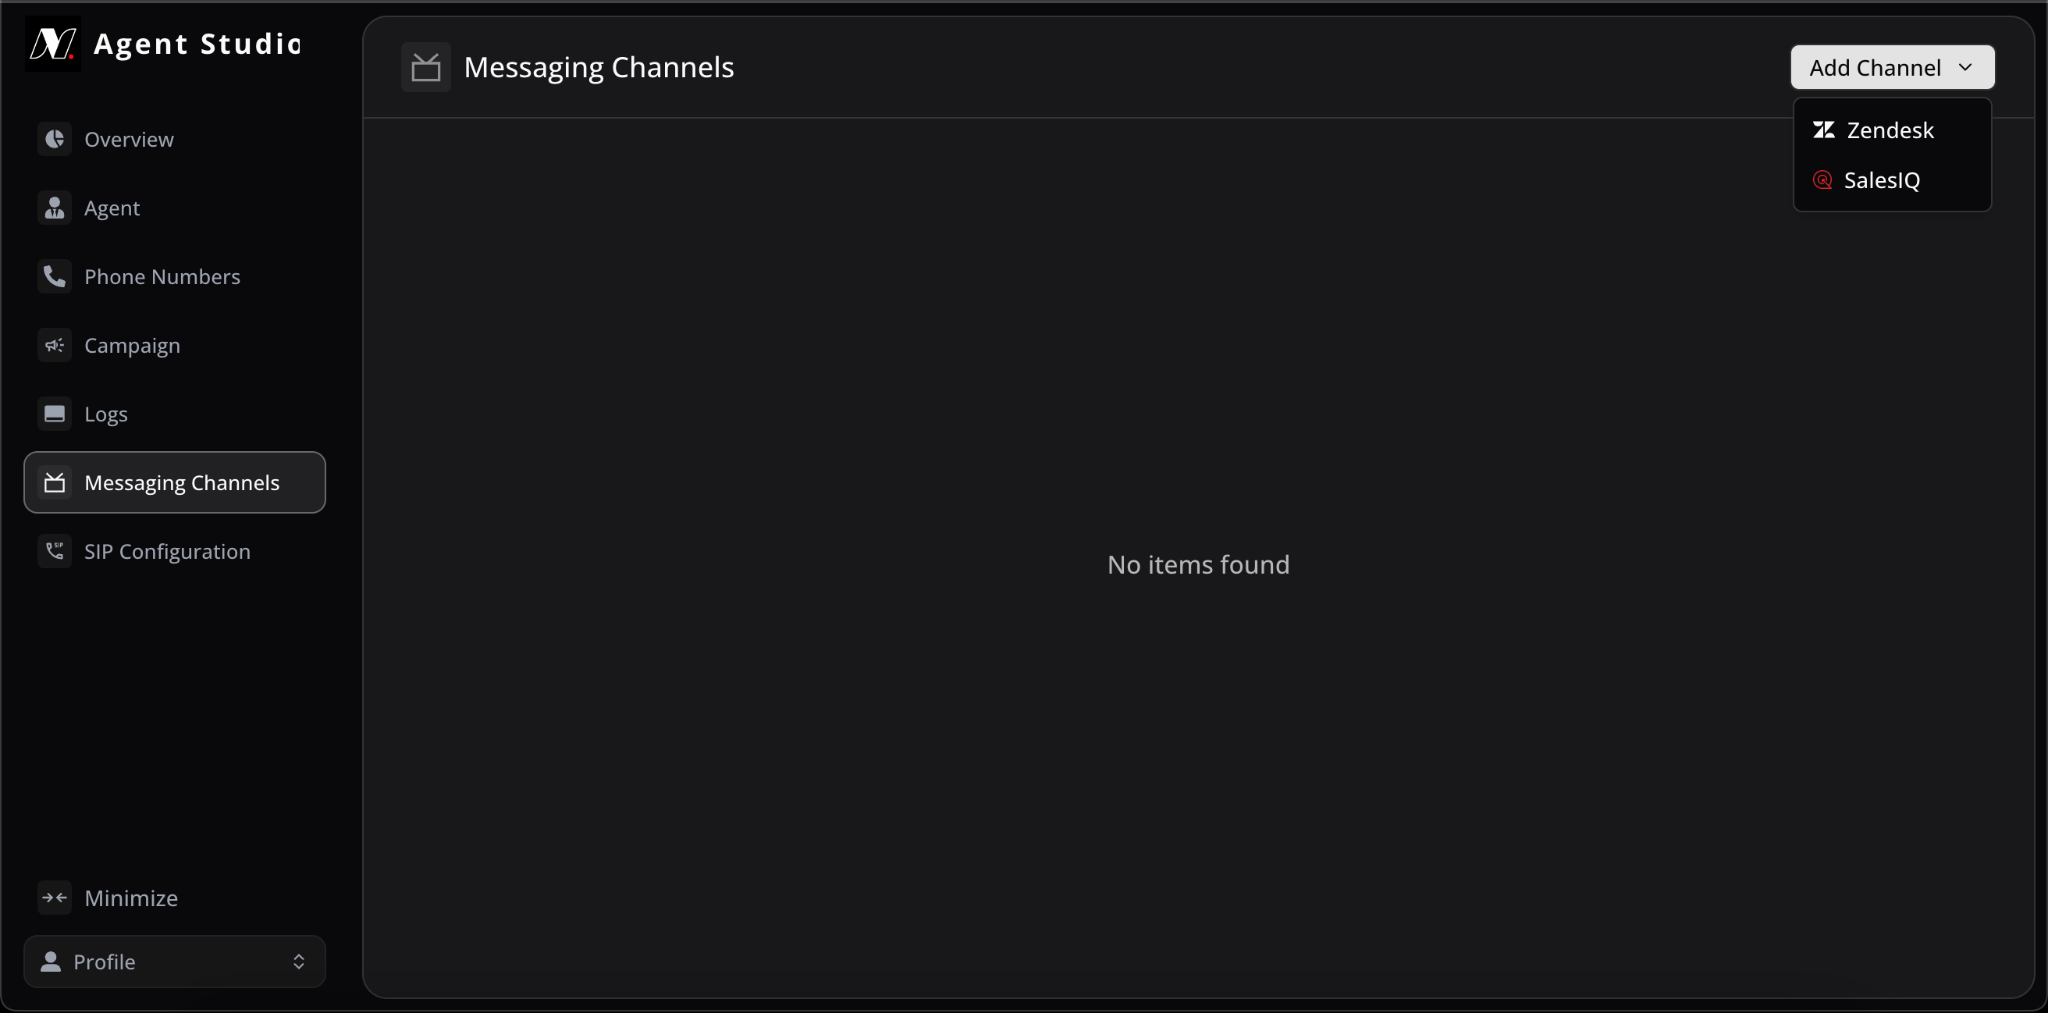 Agent Studio
Overview
Agent
Phone Numbers
Campaign
Logs
Messaging Channels
SIP Configuration
Minimize
Profile
Messaging Channels
Add Channel
Zendesk
SalesIQ
No items found